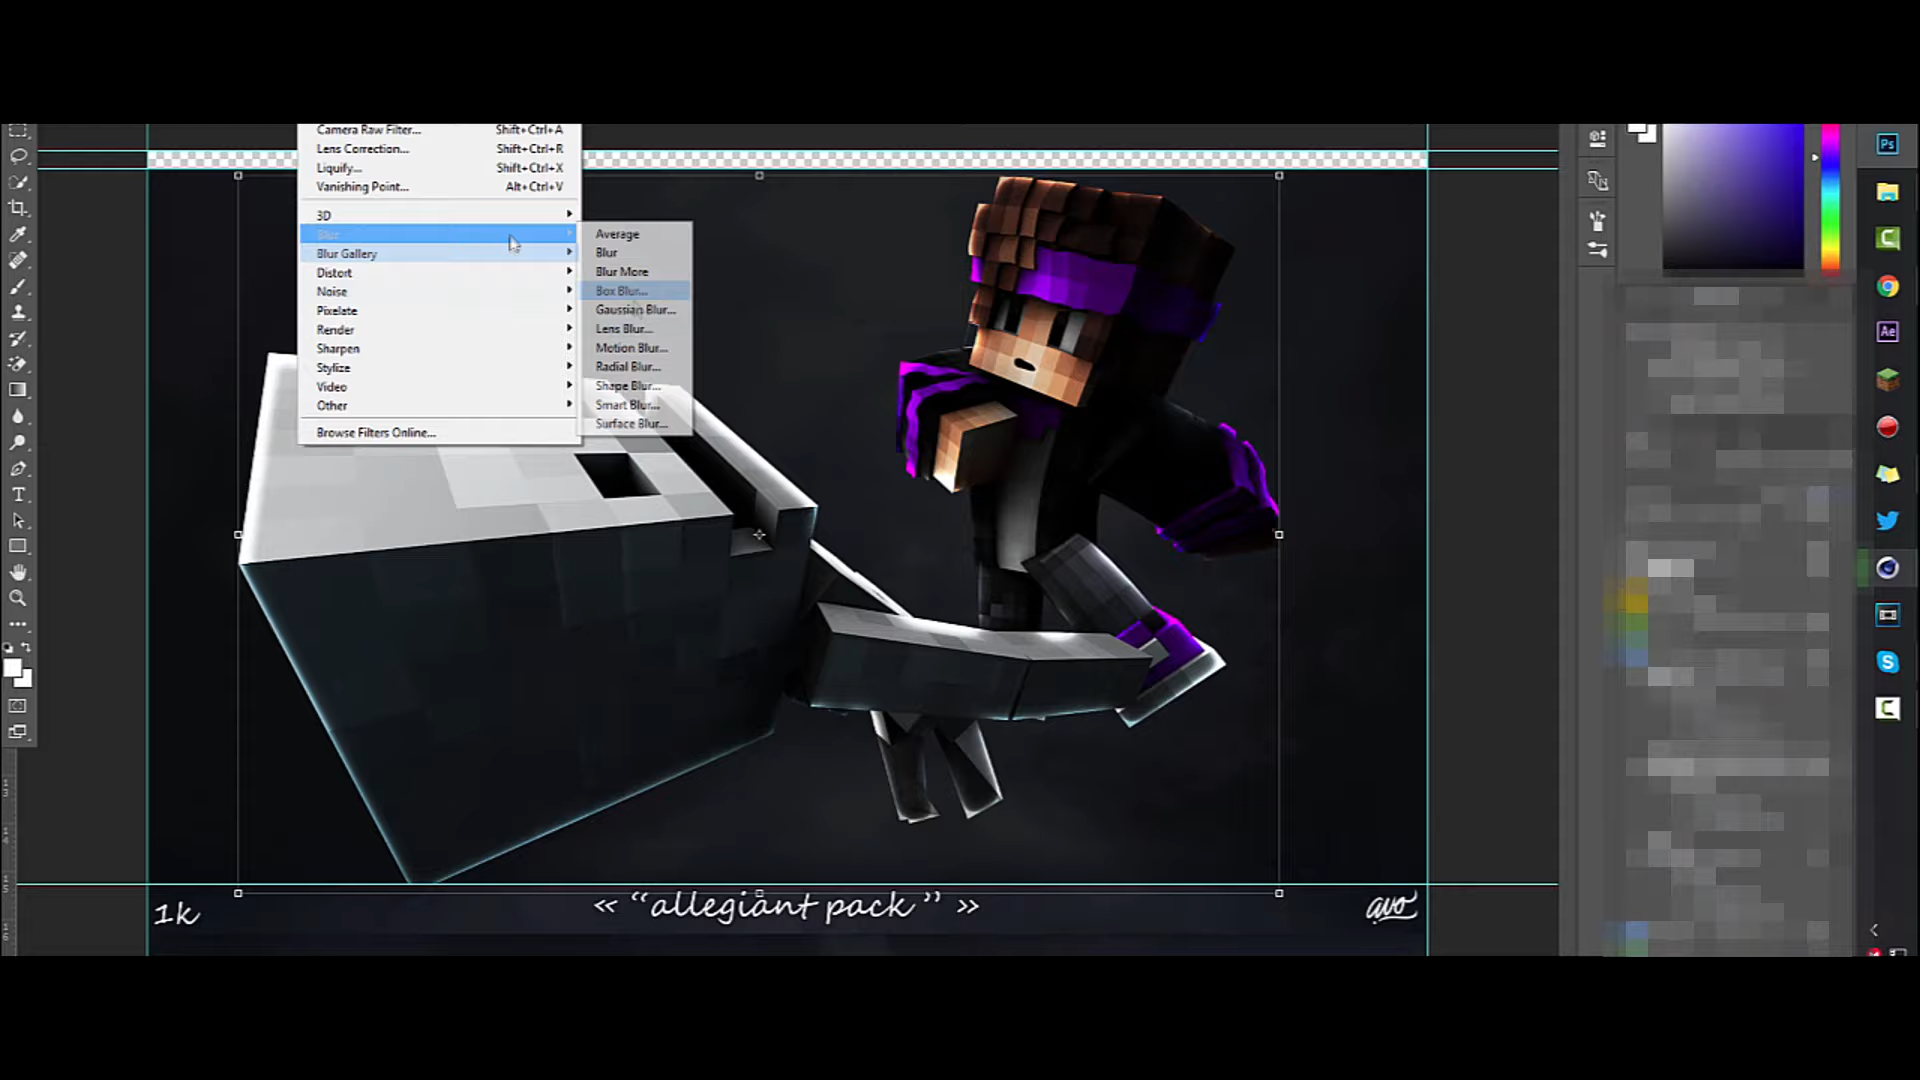 Camera Raw Filter... Shift+Ctrl+A
Lens Correction... Shift+Ctrl+R
Liquify... Shift+Ctrl+X
Vanishing Point... Alt+Ctrl+V
3D
Blur
Blur Gallery
Distort
Noise
Pixelate
Render
Sharpen
Stylize
Video
Other
Browse Filters Online...
Average
Blur
Blur More
Box Blur...
Gaussian Blur...
Lens Blur...
Motion Blur...
Radial Blur...
Shape Blur...
Smart Blur...
Surface Blur...
T
Ps
Ae
S
1k
« “allegiant pack” »
avo